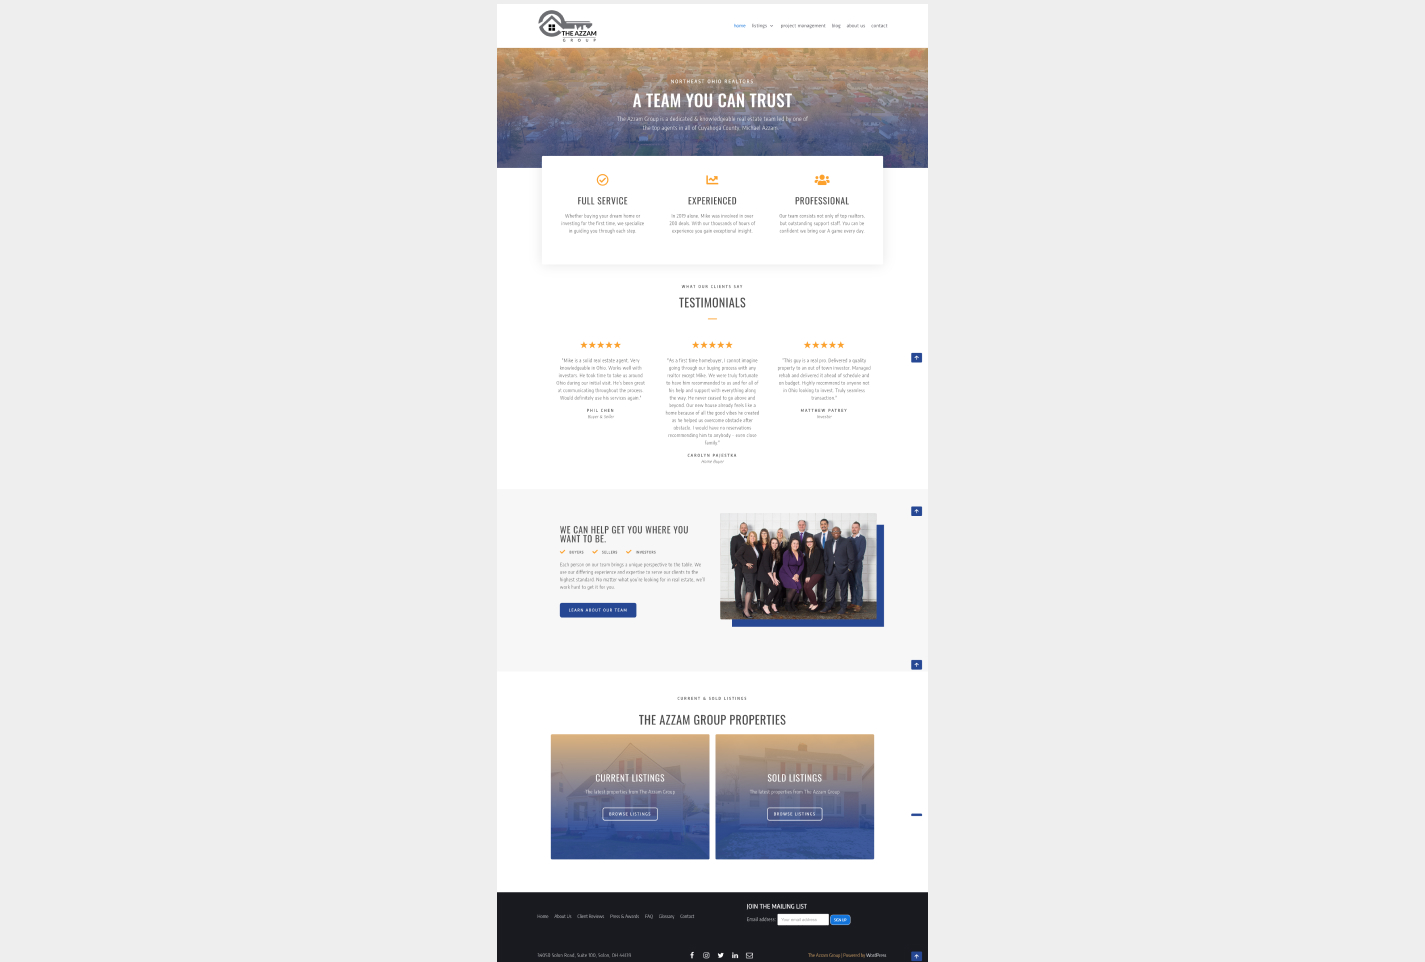 THE AZZAM
GROUP
home listings project management blog about us contact
NORTHEAST OHIO REALTORS
A TEAM YOU CAN TRUST
The Azzam Group is a dedicated & knowledgeable real estate team led by one of
the top agents in all of Cuyahoga County, Michael Azzam.
FULL SERVICE
Whether buying your dream home or
investing for the first time, we specialize
in guiding you through each step.
EXPERIENCED
In 2019 alone, Mike was involved in over
200 deals. With our thousands of hours of
experience you gain exceptional insight.
PROFESSIONAL
Our team consists not only of top realtors,
but outstanding support staff. You can be
confident we bring our A-game every day.
WHAT OUR CLIENTS SAY
TESTIMONIALS
"Mike is a solid real estate agent. Very
knowledgeable in Ohio. Works well with
investors. He took time to take us around
Ohio during our initial visit. He's been great
at communicating throughout the process.
Would definitely use his services again."
PHIL CHEN
Buyer & Seller
"As a first time homebuyer, I cannot imagine
going through our buying process with any
realtor except Mike. We were truly fortunate
to have him recommended to us and for all of
his help and support with everything along
the way. He never ceased to go above and
beyond. Our new house already feels like a
home because of all the good vibes he created
as he helped us overcome obstacle after
obstacle. I would have no reservations
recommending him to anybody - even close
family."
CAROLYN PAJESTKA
Home Buyer
"This guy is a real pro. Delivered a quality
property to an out of town investor. Managed
rehab and delivered it ahead of schedule and
on budget. Highly recommend to anyone not
in Ohio looking to invest. Truly seamless
transaction."
MATTHEW PATREY
Investor
WE CAN HELP GET YOU WHERE YOU
WANT TO BE.
BUYERS SELLERS INVESTORS
Each person on our team brings a unique perspective to the table. We
use our differing experience and expertise to serve our clients to the
highest standard. No matter what you're looking for in real estate, we'll
work hard to get it for you.
LEARN ABOUT OUR TEAM
CURRENT & SOLD LISTINGS
THE AZZAM GROUP PROPERTIES
CURRENT LISTINGS
The latest properties from The Azzam Group
BROWSE LISTINGS
SOLD LISTINGS
The latest properties from The Azzam Group
BROWSE LISTINGS
Home About Us Client Reviews Press & Awards FAQ Glossary Contact
JOIN THE MAILING LIST
Email address: Your email address SIGN UP
34050 Solon Road, Suite 100, Solon, OH 44139
The Azzam Group | Powered by WordPress